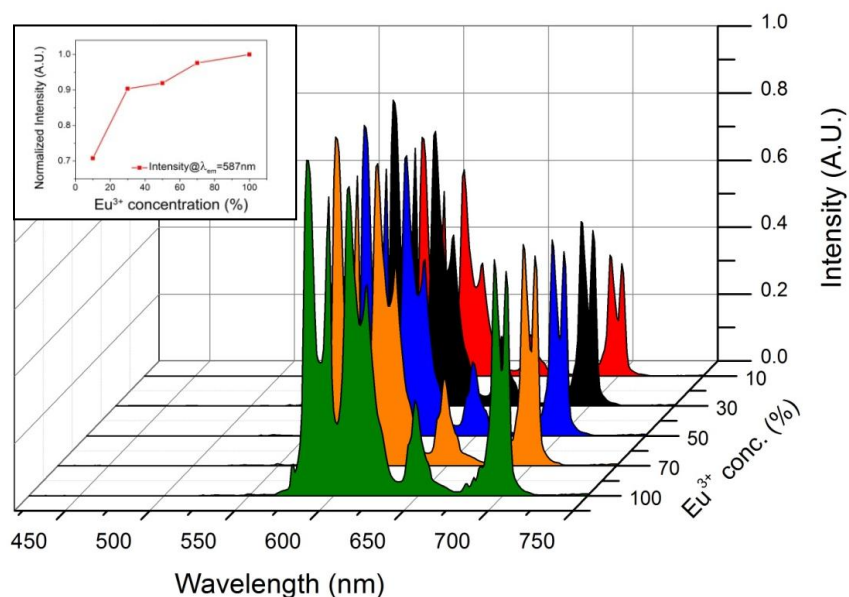 1.0
0.9
0.8
0.7
Normalized Intensity (A.U.)
Intensity@λem=587nm
0 20 40 60 80 100
Eu³⁺ concentration (%)
1.0
0.8
0.6
0.4
0.2
0.0
Intensity (A.U.)
10
30
50
70
100
Eu³⁺ conc. (%)
450 500 550 600 650 700 750
Wavelength (nm)